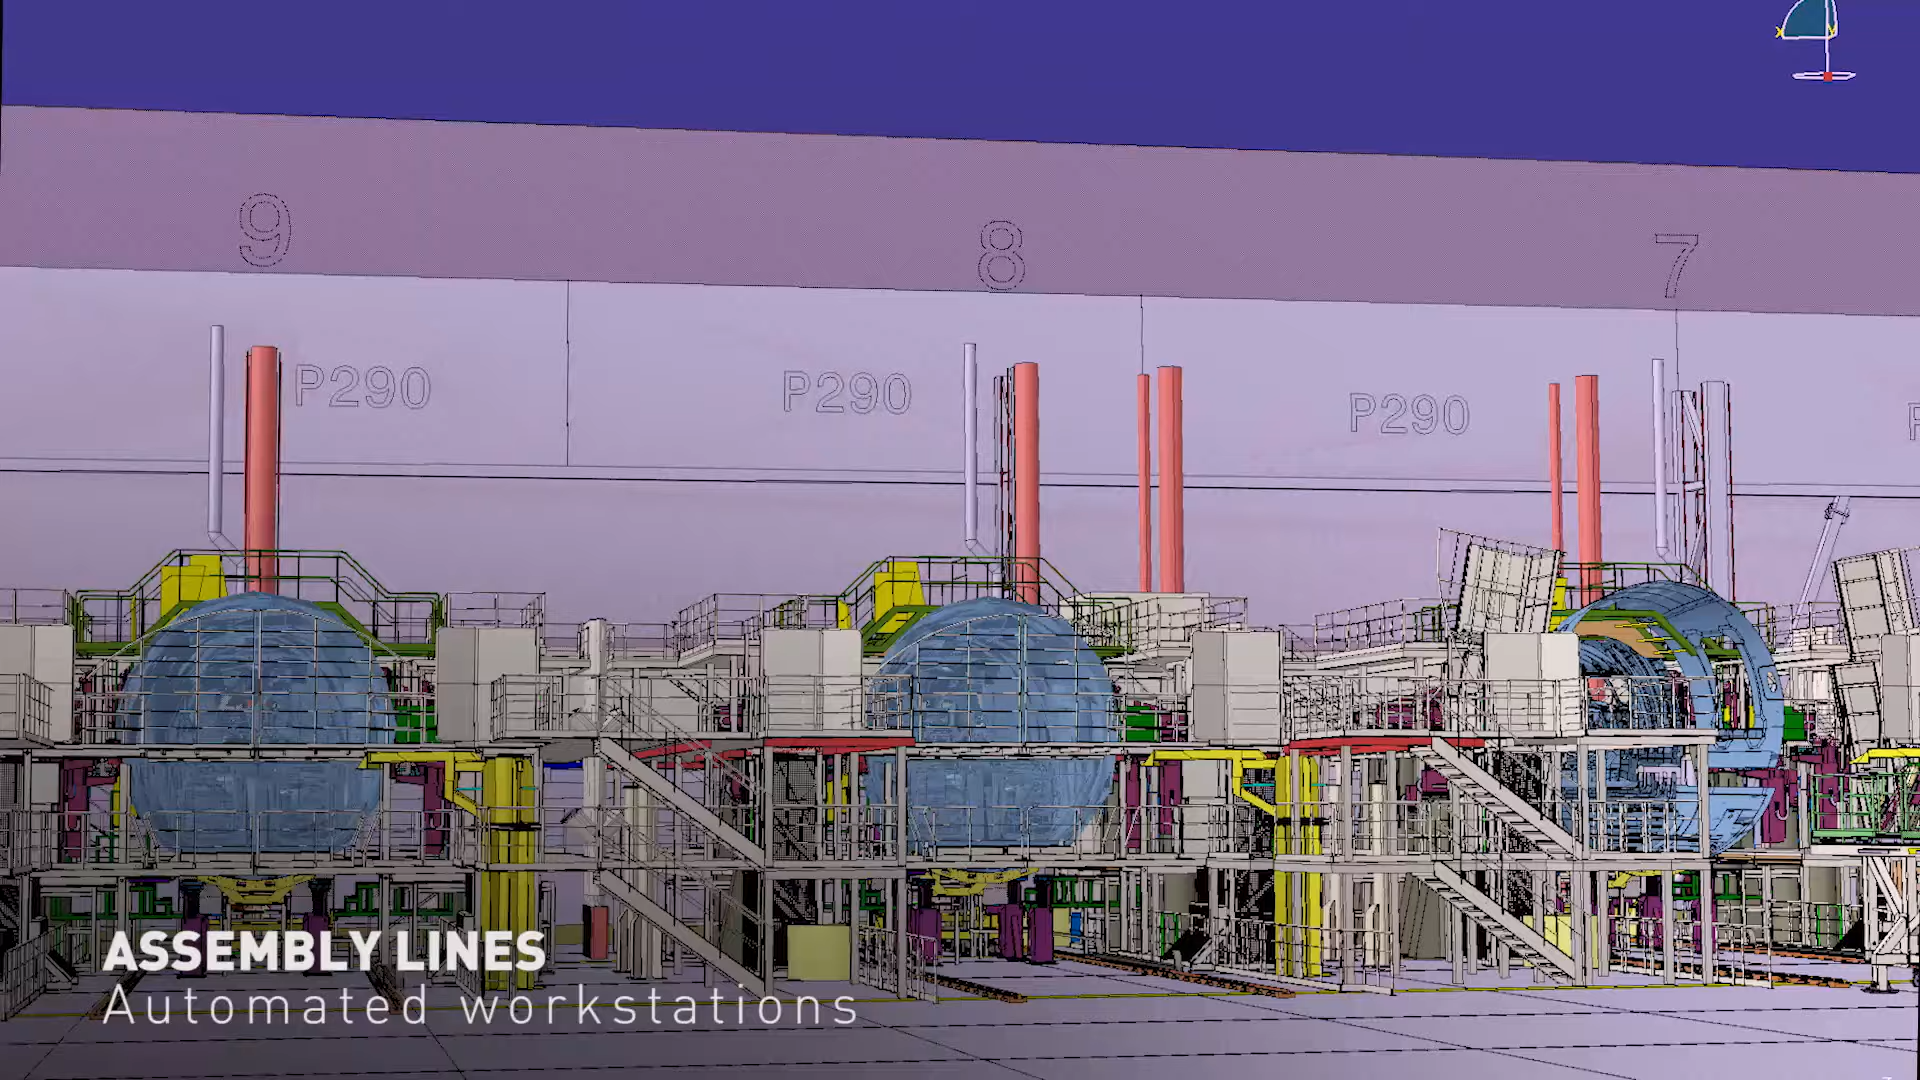 9
8
7
P290
P290
P290
ASSEMBLY LINES
Automated workstations